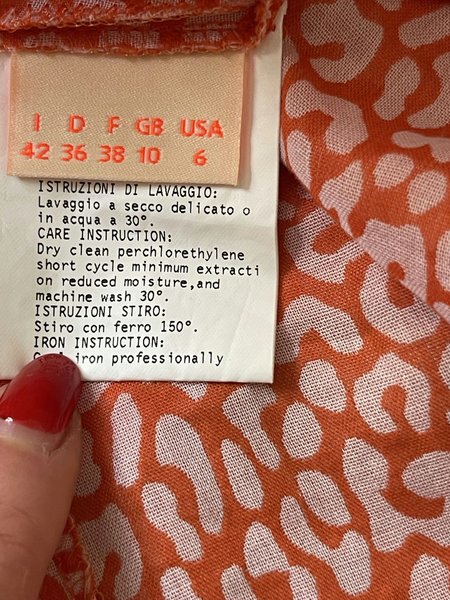 I D F GB USA
42 36 38 10 6
ISTRUZIONI DI LAVAGGIO:
Lavaggio a secco delicato o
in acqua a 30°.
CARE INSTRUCTION:
Dry clean perchlorethylene
short cycle minimum extracti
on reduced moisture,and
machine wash 30°.
ISTRUZIONI STIRO:
Stiro con ferro 150°.
IRON INSTRUCTION:
iron professionally